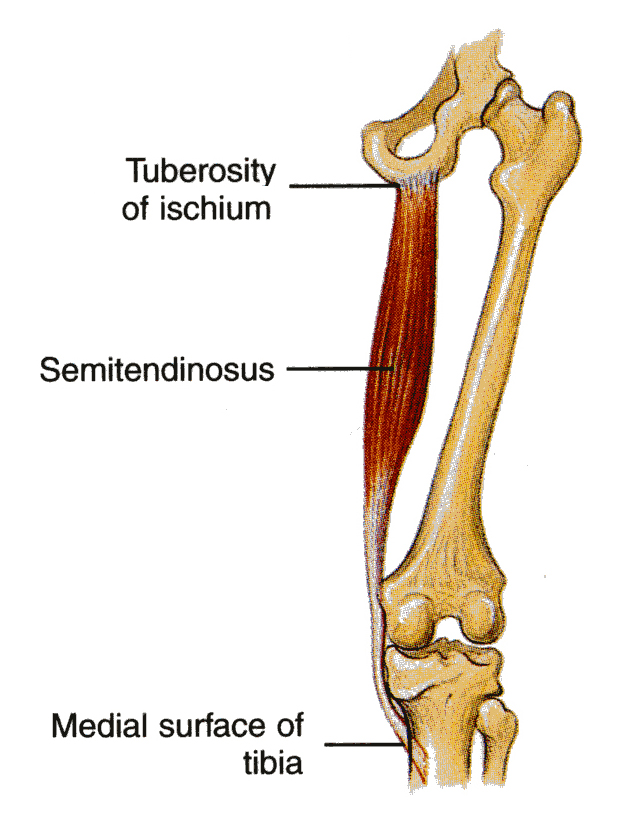 Tuberosity
of ischium
Semitendinosus
Medial surface of
tibia